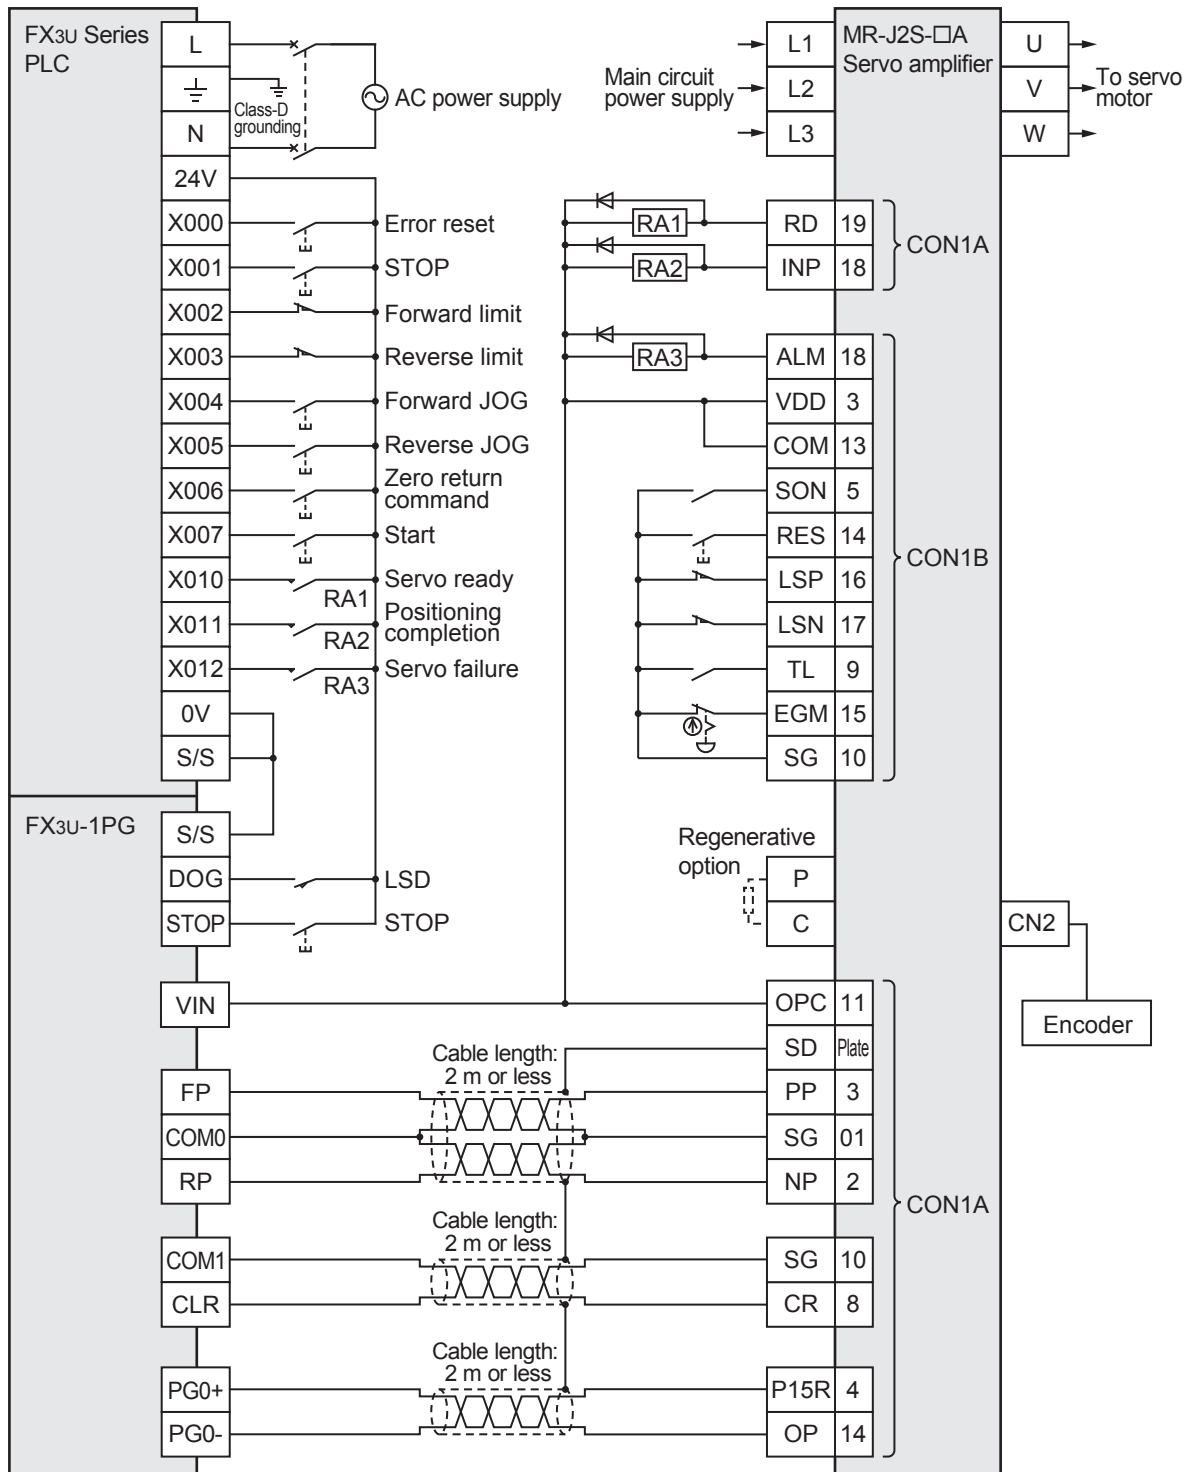 FX3U Series
PLC
L
N
24V
X000
X001
X002
X003
X004
X005
X006
X007
X010
X011
X012
0V
S/S
Class-D
grounding
AC power supply
Error reset
STOP
Forward limit
Reverse limit
Forward JOG
Reverse JOG
Zero return
command
Start
Servo ready
RA1
Positioning
completion
RA2
Servo failure
RA3
FX3U-1PG
S/S
DOG
STOP
LSD
STOP
VIN
FP
COM0
RP
COM1
CLR
PG0+
PG0-
Cable length:
2 m or less
Cable length:
2 m or less
Cable length:
2 m or less
Main circuit
power supply
L1
L2
L3
MR-J2S-□A
Servo amplifier
U
V
W
To servo
motor
RA1
RA2
RD 19
INP 18
CON1A
RA3
ALM 18
VDD 3
COM 13
SON 5
RES 14
LSP 16
LSN 17
TL 9
EGM 15
SG 10
CON1B
Regenerative
option
P
C
CN2
Encoder
OPC 11
SD Plate
PP 3
SG 01
NP 2
SG 10
CR 8
P15R 4
OP 14
CON1A